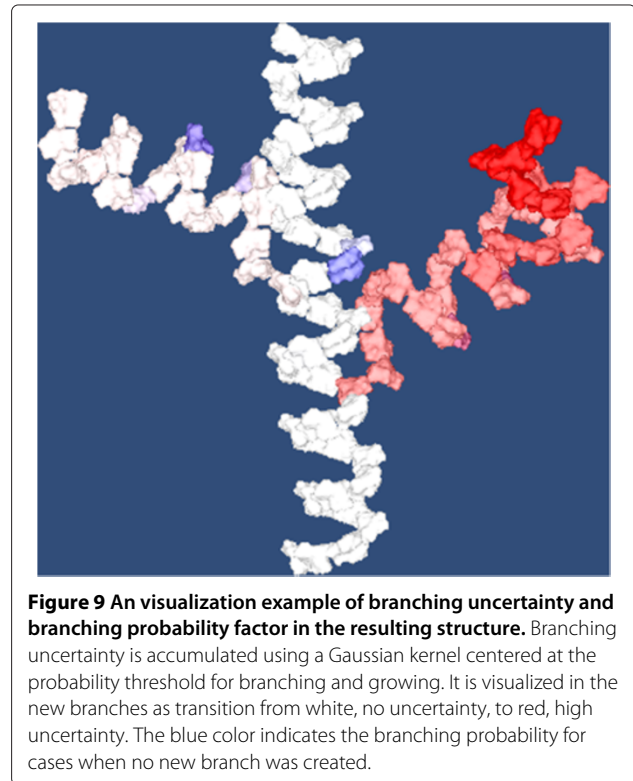 Figure 9 An visualization example of branching uncertainty and
branching probability factor in the resulting structure. Branching
uncertainty is accumulated using a Gaussian kernel centered at the
probability threshold for branching and growing. It is visualized in the
new branches as transition from white, no uncertainty, to red, high
uncertainty. The blue color indicates the branching probability for
cases when no new branch was created.